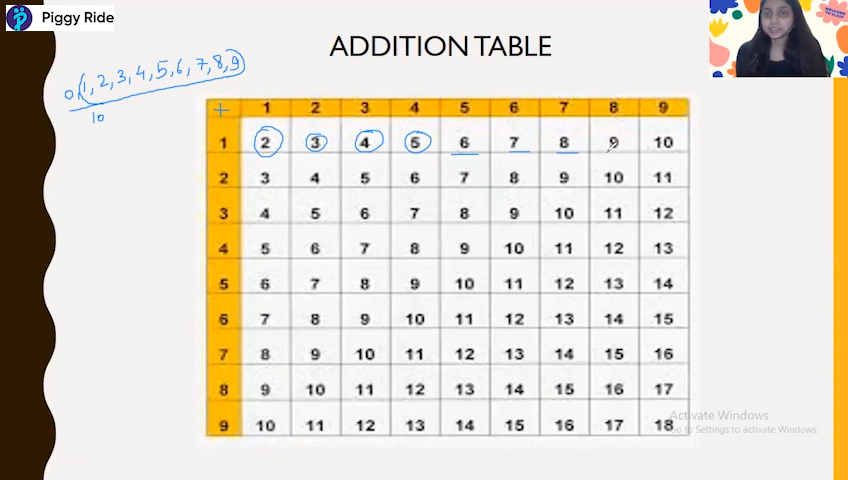 Piggy Ride
WELCOME TO CLASS
ADDITION TABLE
0, 1, 2, 3, 4, 5, 6, 7, 8, 9
10
+ 1 2 3 4 5 6 7 8 9
1 2 3 4 5 6 7 8 9 10
2 3 4 5 6 7 8 9 10 11
3 4 5 6 7 8 9 10 11 12
4 5 6 7 8 9 10 11 12 13
5 6 7 8 9 10 11 12 13 14
6 7 8 9 10 11 12 13 14 15
7 8 9 10 11 12 13 14 15 16
8 9 10 11 12 13 14 15 16 17
9 10 11 12 13 14 15 16 17 18
Activate Windows
Go to Settings to activate Windows.